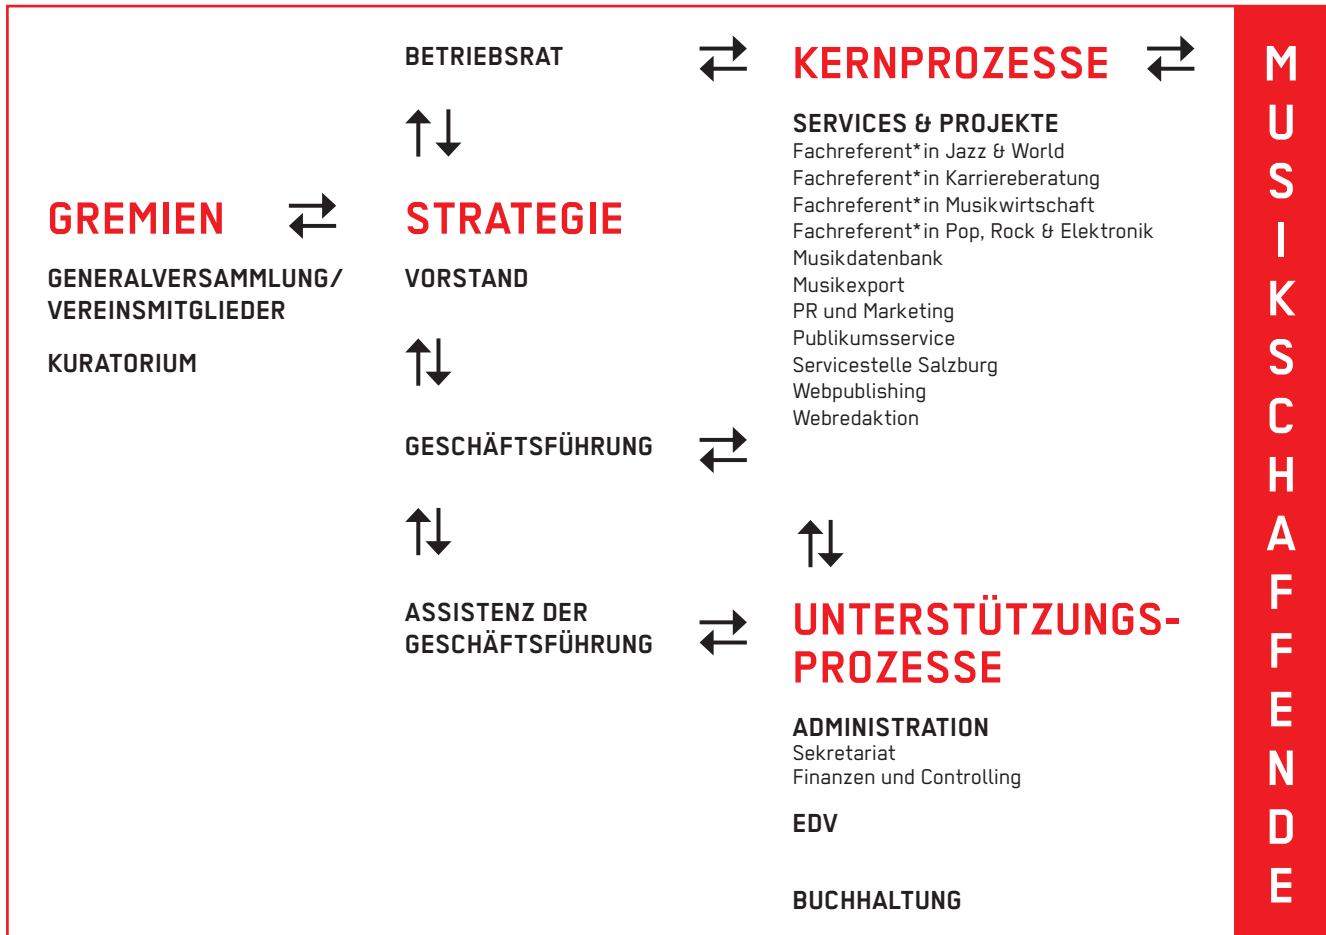 GREMIEN
GENERALVERSAMMLUNG/
VEREINSMITGLIEDER
KURATORIUM
BETRIEBSRAT
STRATEGIE
VORSTAND
GESCHÄFTSFÜHRUNG
ASSISTENZ DER
GESCHÄFTSFÜHRUNG
KERNPROZESSE
SERVICES & PROJEKTE
Fachreferent*in Jazz & World
Fachreferent*in Karriereberatung
Fachreferent*in Musikwirtschaft
Fachreferent*in Pop, Rock & Elektronik
Musikdatenbank
Musikexport
PR und Marketing
Publikumsservice
Servicestelle Salzburg
Webpublishing
Webredaktion
UNTERSTÜTZUNGS-
PROZESSE
ADMINISTRATION
Sekretariat
Finanzen und Controlling
EDV
BUCHHALTUNG
MUSIKSCHAFFENDE